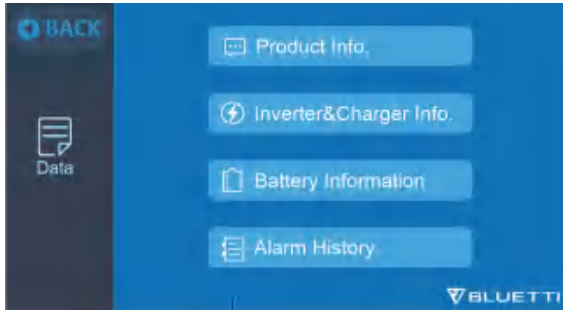 BACK
Product Info.
Inverter&Charger Info.
Data
Battery Information
Alarm History
BLUETTI